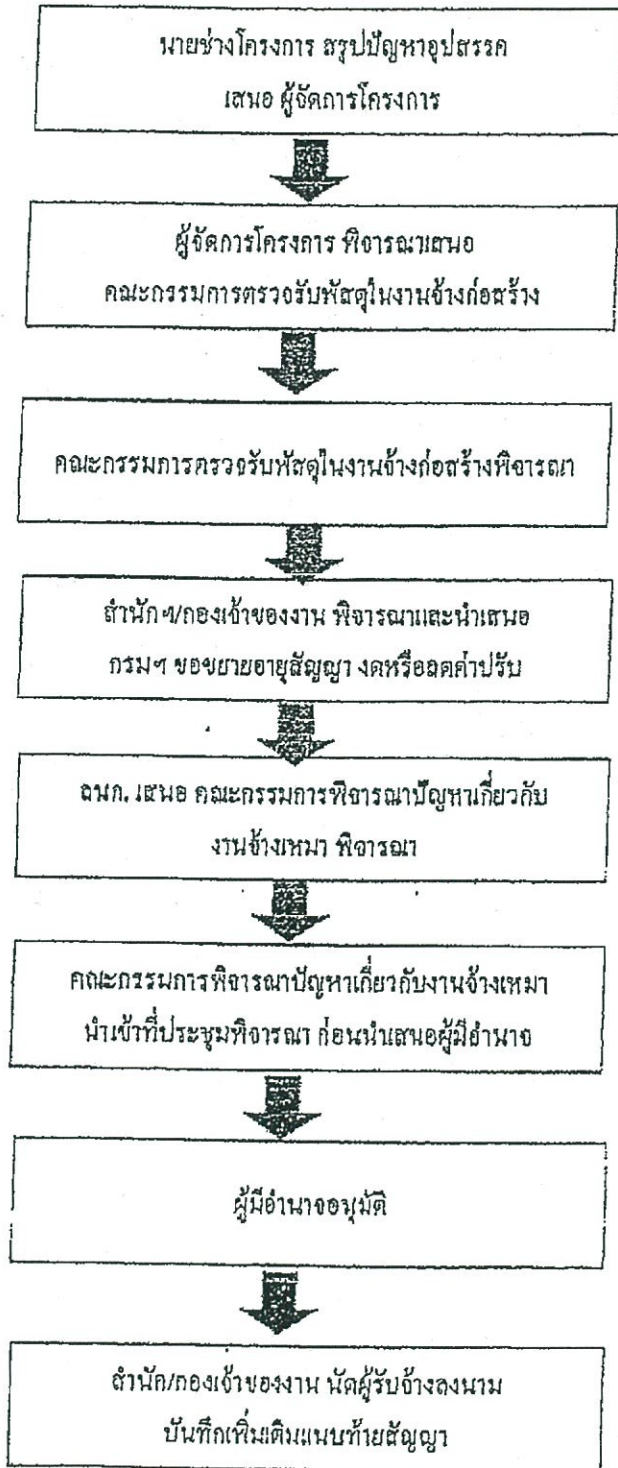 นายช่างโครงการ สรุปปัญหาอุปสรรค
เสนอ ผู้จัดการโครงการ
ผู้จัดการโครงการ พิจารณาเสนอ
คณะกรรมการตรวจรับพัสดุในงานจ้างก่อสร้าง
คณะกรรมการตรวจรับพัสดุในงานจ้างก่อสร้างพิจารณา
สำนักฯ/กองเจ้าของงาน พิจารณาและนำเสนอ
กรมฯ ขอขยายอายุสัญญา งดหรือลดค่าปรับ
เสนอ คณะกรรมการพิจารณาปัญหาเกี่ยวกับ
งานจ้างเหมา พิจารณา
คณะกรรมการพิจารณาปัญหาเกี่ยวกับงานจ้างเหมา
นำเข้าที่ประชุมพิจารณา ก่อนนำเสนอผู้มีอำนาจ
ผู้มีอำนาจอนุมัติ
สำนัก/กองเจ้าของงาน นัดผู้รับจ้างลงนาม
บันทึกเพิ่มเติมแนบท้ายสัญญา